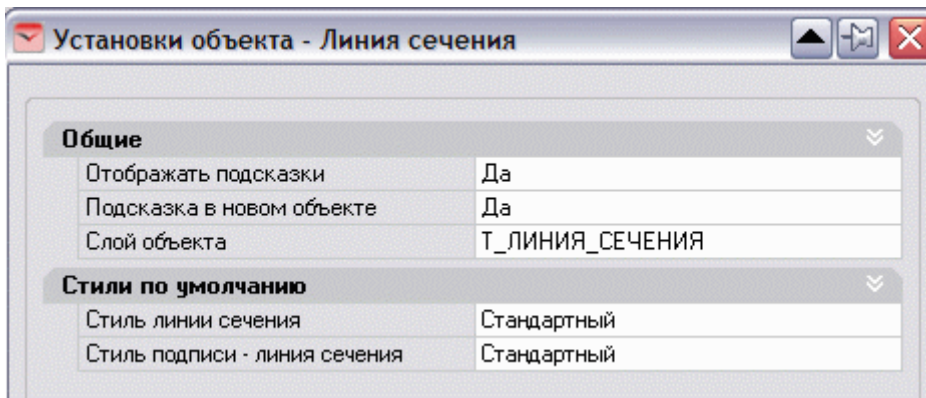 Установки объекта - Линия сечения
Общие
Отображать подсказки Да
Подсказка в новом объекте Да
Слой объекта Т_ЛИНИЯ_СЕЧЕНИЯ
Стили по умолчанию
Стиль линии сечения Стандартный
Стиль подписи - линия сечения Стандартный